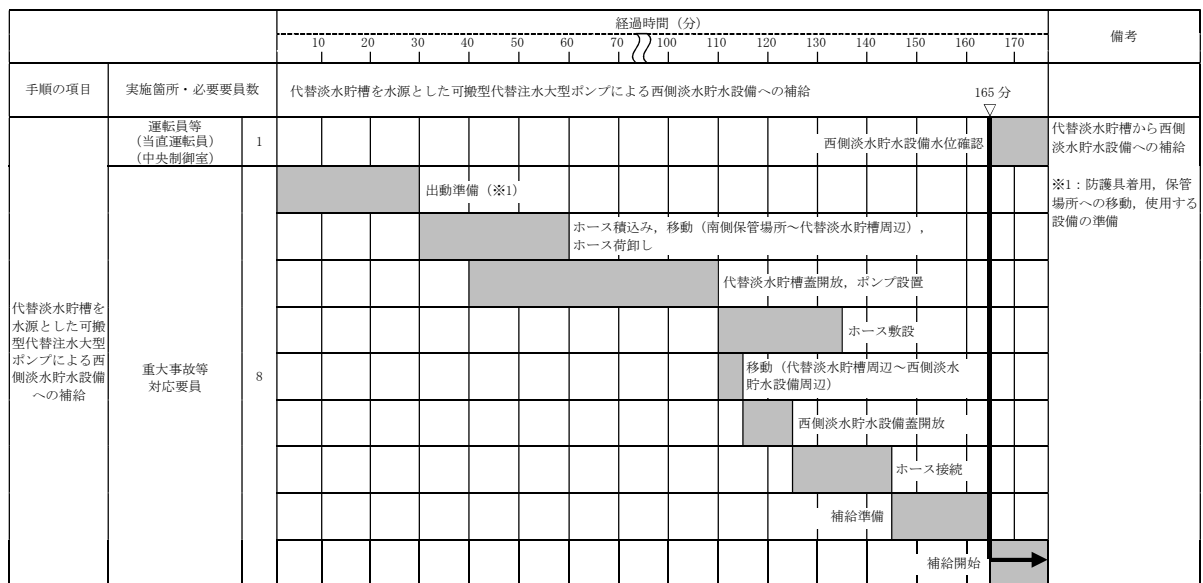 経過時間（分）
備考
10 20 30 40 50 60 70 100 110 120 130 140 150 160 170
手順の項目
実施箇所・必要要員数
代替淡水貯槽を水源とした可搬型代替注水大型ポンプによる西側淡水貯水設備への補給
165 分
運転員等
（当直運転員）
（中央制御室）
1
西側淡水貯水設備水位確認
代替淡水貯槽から西側
淡水貯水設備への補給
※1：防護具着用，保管
場所への移動，使用する
設備の準備
代替淡水貯槽を
水源とした可搬
型代替注水大型
ポンプによる西
側淡水貯水設備
への補給
重大事故等
対応要員
8
出動準備（※1）
ホース積込み，移動（南側保管場所～代替淡水貯槽周辺），
ホース荷卸し
代替淡水貯槽蓋開放，ポンプ設置
ホース敷設
移動（代替淡水貯槽周辺～西側淡水
貯水設備周辺）
西側淡水貯水設備蓋開放
ホース接続
補給準備
補給開始